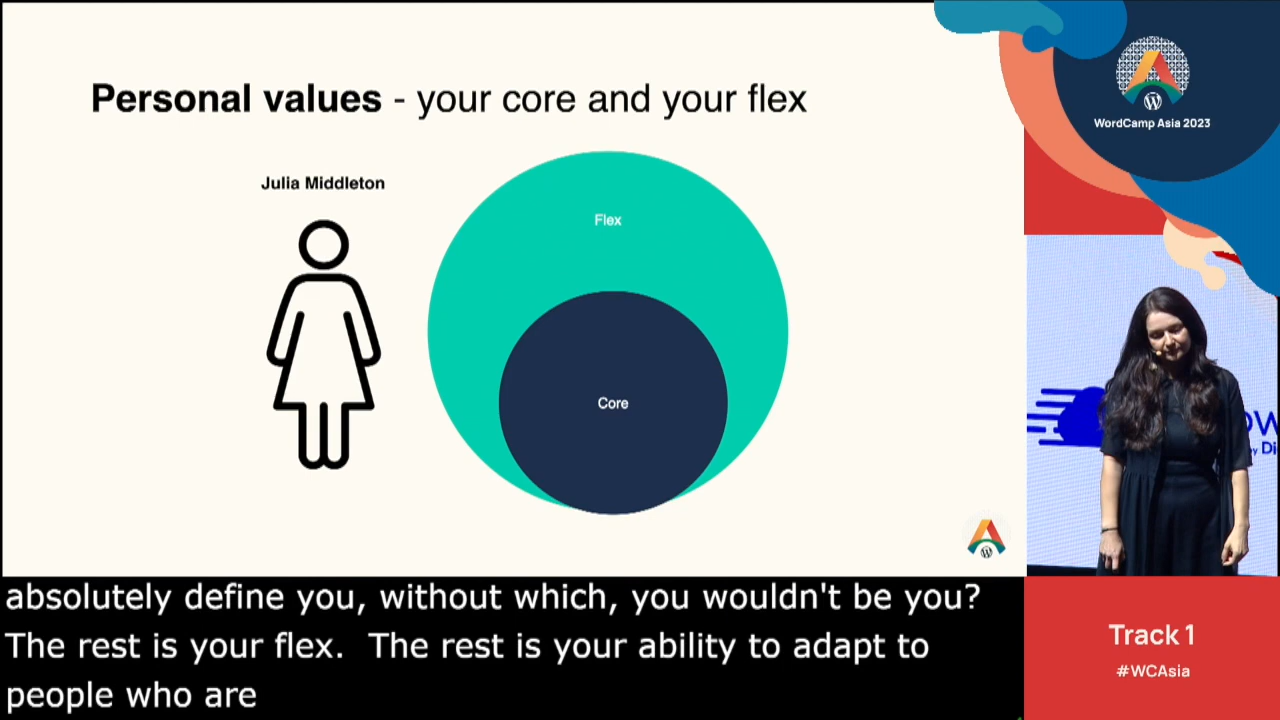 Personal values - your core and your flex
Julia Middleton
Flex
Core
absolutely define you, without which, you wouldn't be you?
The rest is your flex.  The rest is your ability to adapt to
people who are
WordCamp Asia 2023
Track 1
#WCAsia